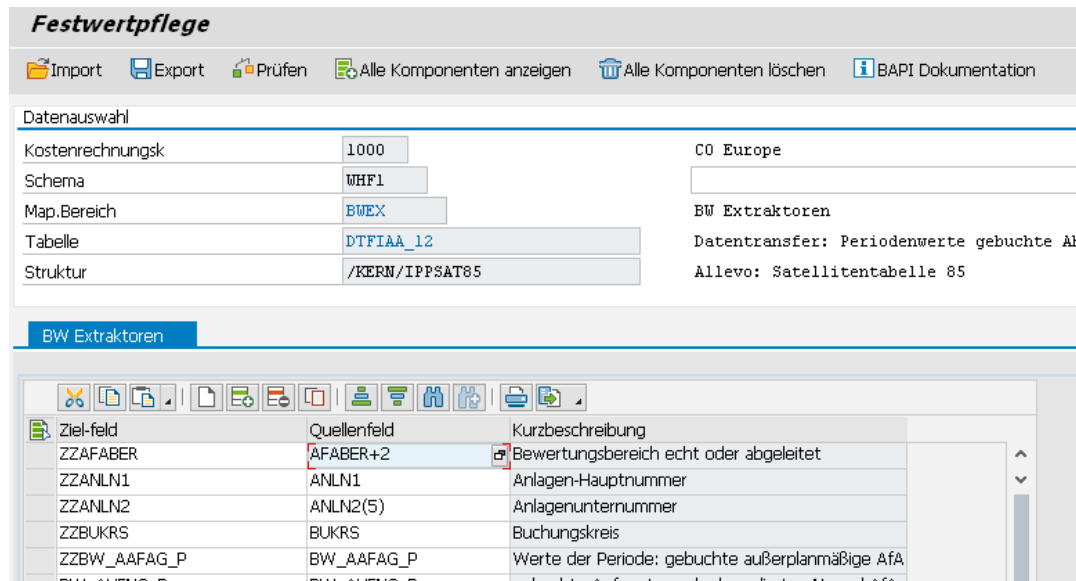 Festwertpflege
Import Export Prüfen Alle Komponenten anzeigen Alle Komponenten löschen BAPI Dokumentation
Datenauswahl
Kostenrechnungsk 1000 CO Europe
Schema WHF1
Map.Bereich BWEX BW Extraktoren
Tabelle DTFIAA_12 Datentransfer: Periodenwerte gebuchte
Struktur /KERN/IPPSAT85 Allevo: Satellitentabelle 85
BW Extraktoren
Ziel-feld Quellenfeld Kurzbeschreibung
ZZAFABER AFABER+2 Bewertungsbereich echt oder abgeleitet
ZZANLN1 ANLN1 Anlagen-Hauptnummer
ZZANLN2 ANLN2(5) Anlagenunternummer
ZZBUKRS BUKRS Buchungskreis
ZZBW_AAFAG_P BW_AAFAG_P Werte der Periode: gebuchte außerplanmäßige AfA